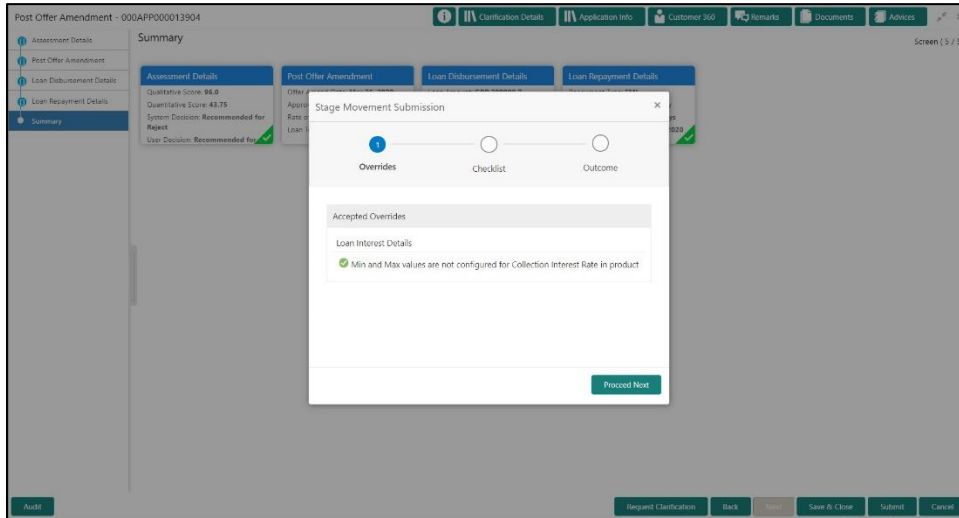 Post Offer Amendment - 000APP000013904
Clarification Details
Application Info
Customer 360
Remarks
Documents
Advices
Assessment Details
Post Offer Amendment
Loan Disbursement Details
Loan Repayment Details
Summary
Summary
Screen ( 5 / 5
Assessment Details
Qualitative Score: 86.0
Quantitative Score: 43.75
System Decision: Recommended for
Reject
User Decision: Recommended for
Post Offer Amendment
Loan Disbursement Details
Loan Repayment Details
Stage Movement Submission
1
Overrides
Checklist
Outcome
Accepted Overrides
Loan Interest Details
Min and Max values are not configured for Collection Interest Rate in product
Proceed Next
Audit
Request Clarification
Back
Next
Save & Close
Submit
Cancel